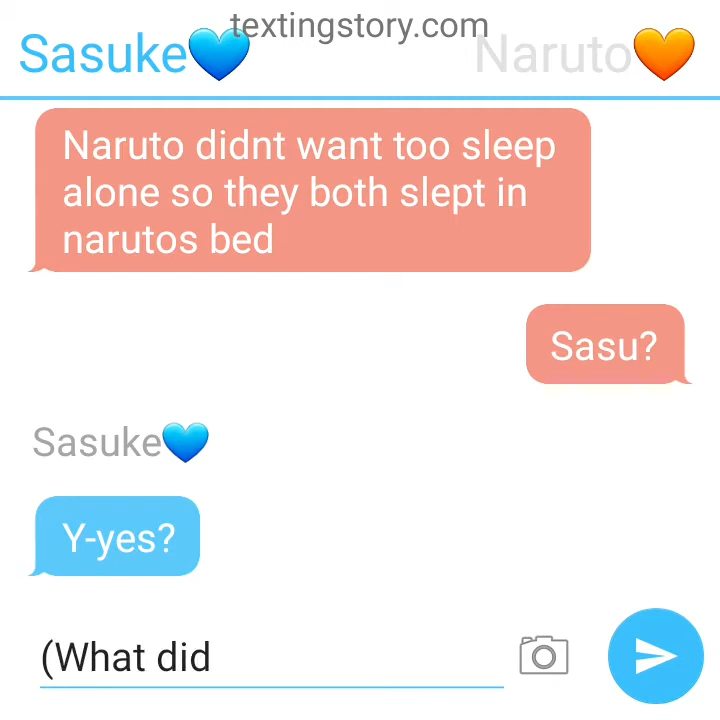 textingstory.com
Sasuke💙 Naruto🧡
Naruto didnt want too sleep
alone so they both slept in
narutos bed
Sasu?
Sasuke💙
Y-yes?
(What did